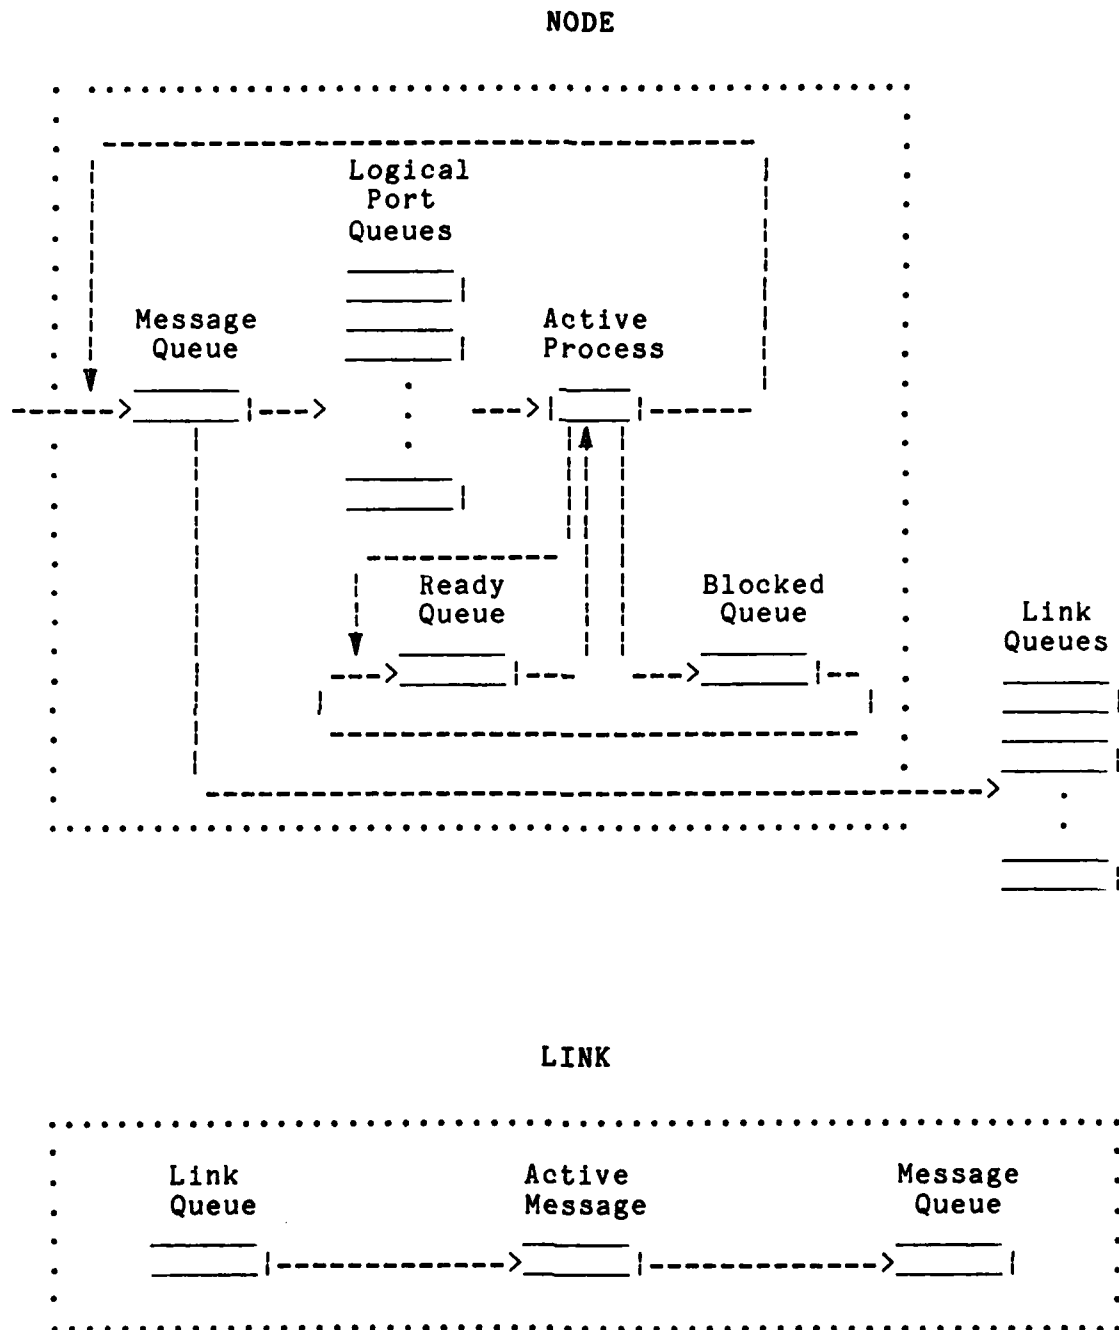 NODE
Logical
Port
Queues
Message
Queue
Active
Process
Ready
Queue
Blocked
Queue
Link
Queues
LINK
Link
Queue
Active
Message
Message
Queue